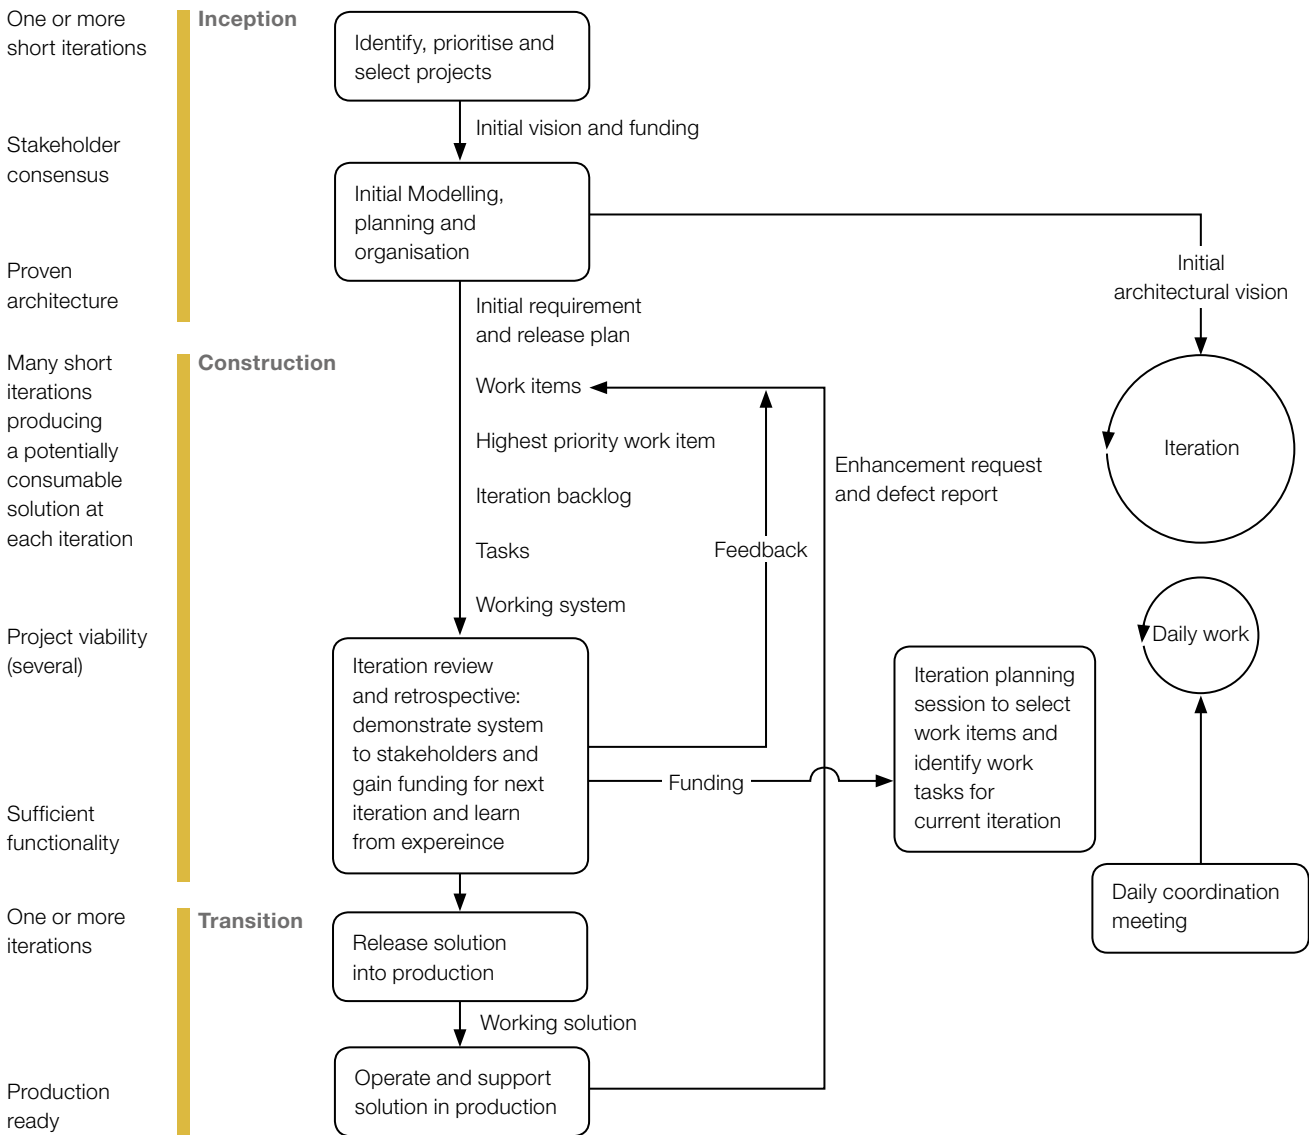 One or more
short iterations
Inception
Identify, prioritise and
select projects
Initial vision and funding
Stakeholder
consensus
Initial Modelling,
planning and
organisation
Initial
architectural vision
Proven
architecture
Initial requirement
and release plan
Many short
iterations
producing
a potentially
consumable
solution at
each iteration
Construction
Work items
Highest priority work item
Iteration backlog
Tasks
Working system
Feedback
Enhancement request
and defect report
Iteration
Daily work
Project viability
(several)
Iteration review
and retrospective:
demonstrate system
to stakeholders and
gain funding for next
iteration and learn
from expereince
Funding
Iteration planning
session to select
work items and
identify work
tasks for
current iteration
Sufficient
functionality
Daily coordination
meeting
One or more
iterations
Transition
Release solution
into production
Working solution
Production
ready
Operate and support
solution in production